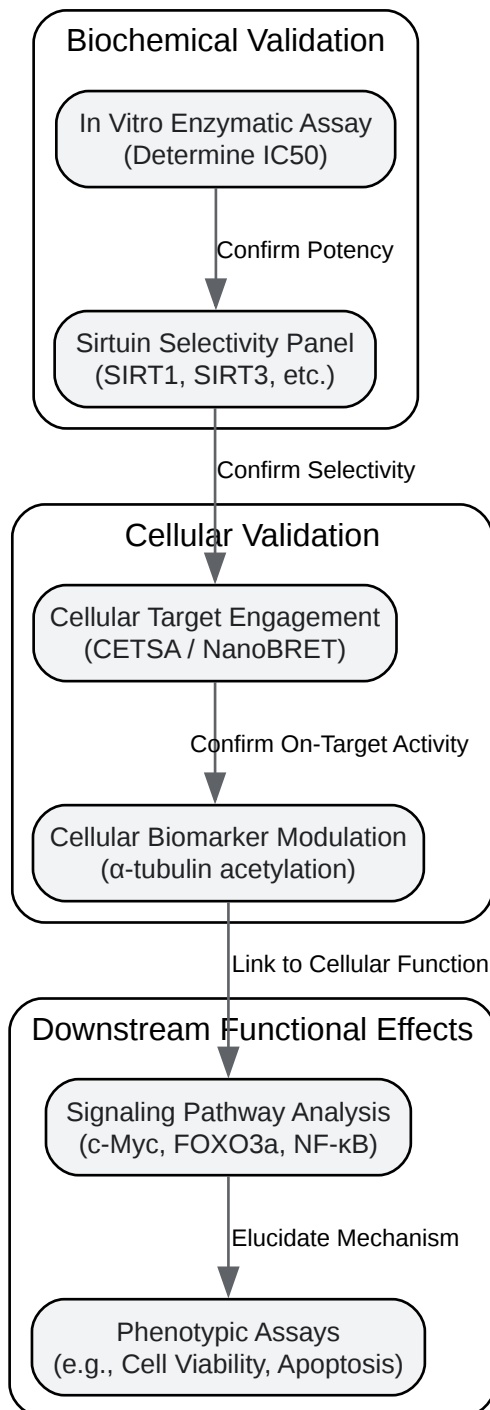 Biochemical Validation
In Vitro Enzymatic Assay
(Determine IC50)
Confirm Potency
Sirtuin Selectivity Panel
(SIRT1, SIRT3, etc.)
Confirm Selectivity
Cellular Validation
Cellular Target Engagement
(CETSA / NanoBRET)
Confirm On-Target Activity
Cellular Biomarker Modulation
(α-tubulin acetylation)
Link to Cellular Function
Downstream Functional Effects
Signaling Pathway Analysis
(c-Myc, FOXO3a, NF-κB)
Elucidate Mechanism
Phenotypic Assays
(e.g., Cell Viability, Apoptosis)